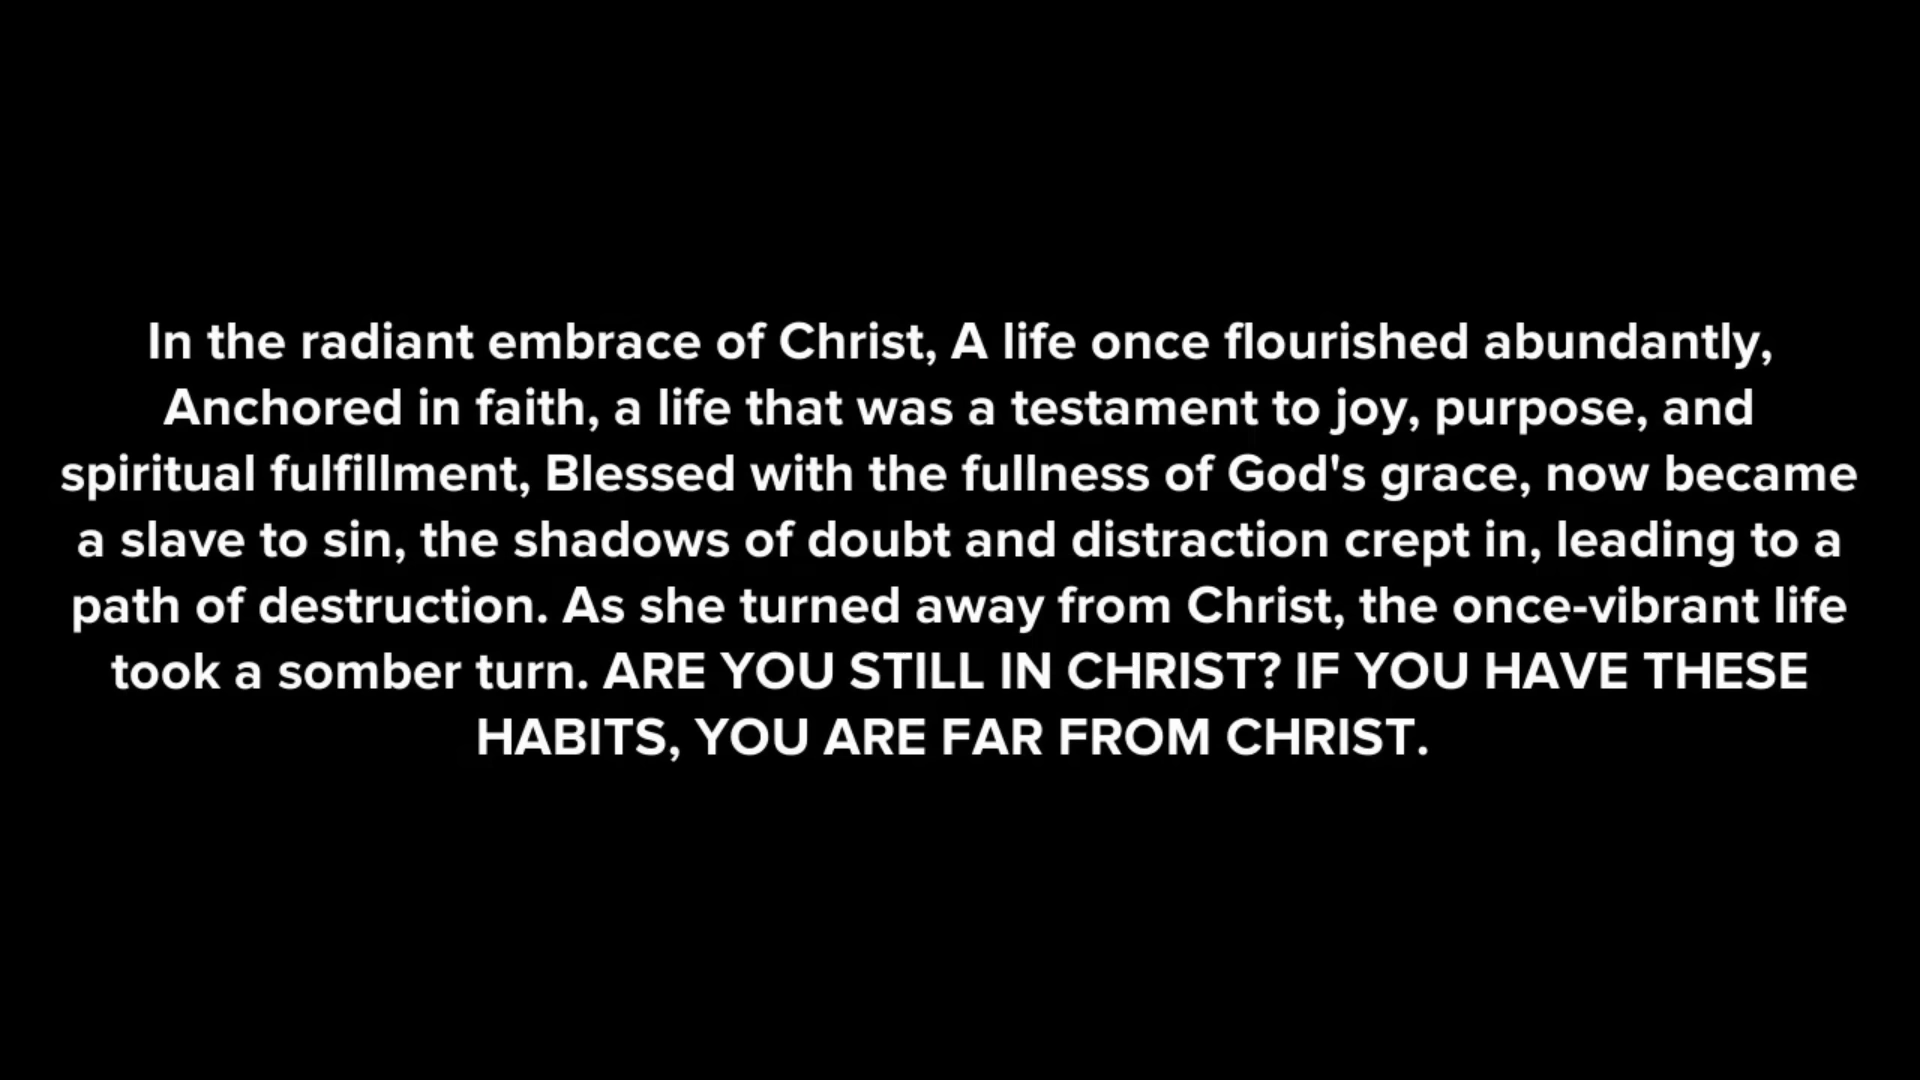 In the radiant embrace of Christ, A life once flourished abundantly,
Anchored in faith, a life that was a testament to joy, purpose, and
spiritual fulfillment, Blessed with the fullness of God's grace, now became
a slave to sin, the shadows of doubt and distraction crept in, leading to a
path of destruction. As she turned away from Christ, the once-vibrant life
took a somber turn. ARE YOU STILL IN CHRIST? IF YOU HAVE THESE
HABITS, YOU ARE FAR FROM CHRIST.